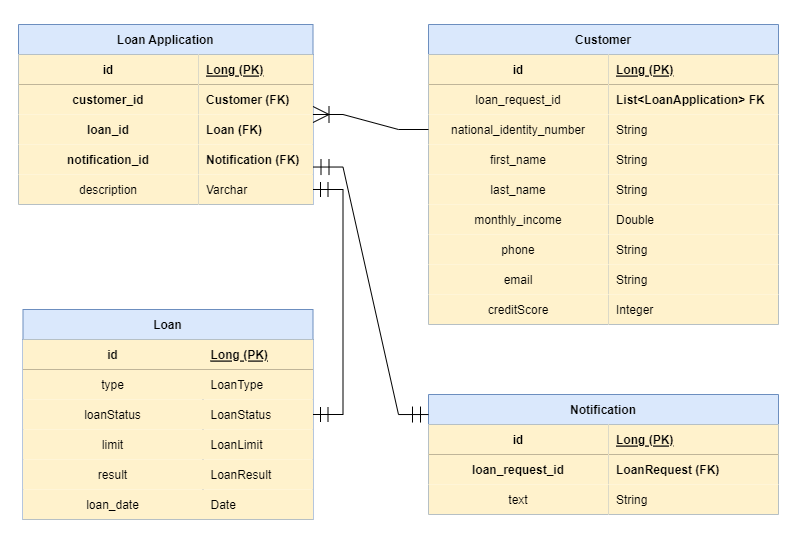 Loan Application
id Long (PK)
customer_id Customer (FK)
loan_id Loan (FK)
notification_id Notification (FK)
description Varchar
Customer
id Long (PK)
loan_request_id List<LoanApplication> FK
national_identity_number String
first_name String
last_name String
monthly_income Double
phone String
email String
creditScore Integer
Loan
id Long (PK)
type LoanType
loanStatus LoanStatus
limit LoanLimit
result LoanResult
loan_date Date
Notification
id Long (PK)
loan_request_id LoanRequest (FK)
text String